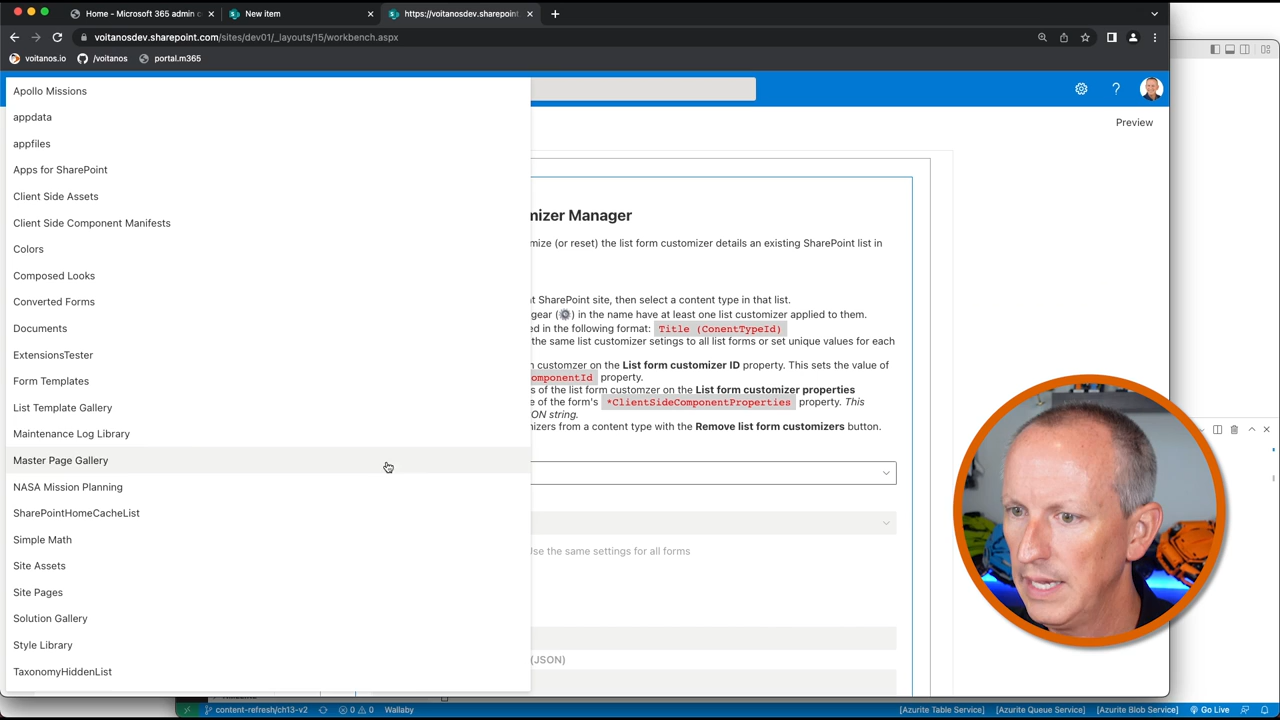 Home - Microsoft 365 admin c
New item
https://voitanosdev.sharepoint
voitanosdev.sharepoint.com/sites/dev01/_layouts/15/workbench.aspx
voitanos.io
/voitanos
portal.m365
Preview
Apollo Missions
appdata
appfiles
Apps for SharePoint
Client Side Assets
Client Side Component Manifests
Colors
Composed Looks
Converted Forms
Documents
ExtensionsTester
Form Templates
List Template Gallery
Maintenance Log Library
Master Page Gallery
NASA Mission Planning
SharePointHomeCacheList
Simple Math
Site Assets
Site Pages
Solution Gallery
Style Library
TaxonomyHiddenList
mizer Manager
mize (or reset) the list form customizer details an existing SharePoint list in
t SharePoint site, then select a content type in that list.
gear (⚙) in the name have at least one list customizer applied to them.
ed in the following format: Title (ConentTypeId)
the same list customizer setings to all list forms or set unique values for each
n customzer on the List form customizer ID property. This sets the value of
omponentId property.
s of the list form customzer on the List form customizer properties
e of the form's *ClientSideComponentProperties property. This
ON string.
mizers from a content type with the Remove list form customizers button.
Use the same settings for all forms
(JSON)
content-refresh/ch13-v2
0
0
Wallaby
[Azurite Table Service]
[Azurite Queue Service]
[Azurite Blob Service]
Go Live